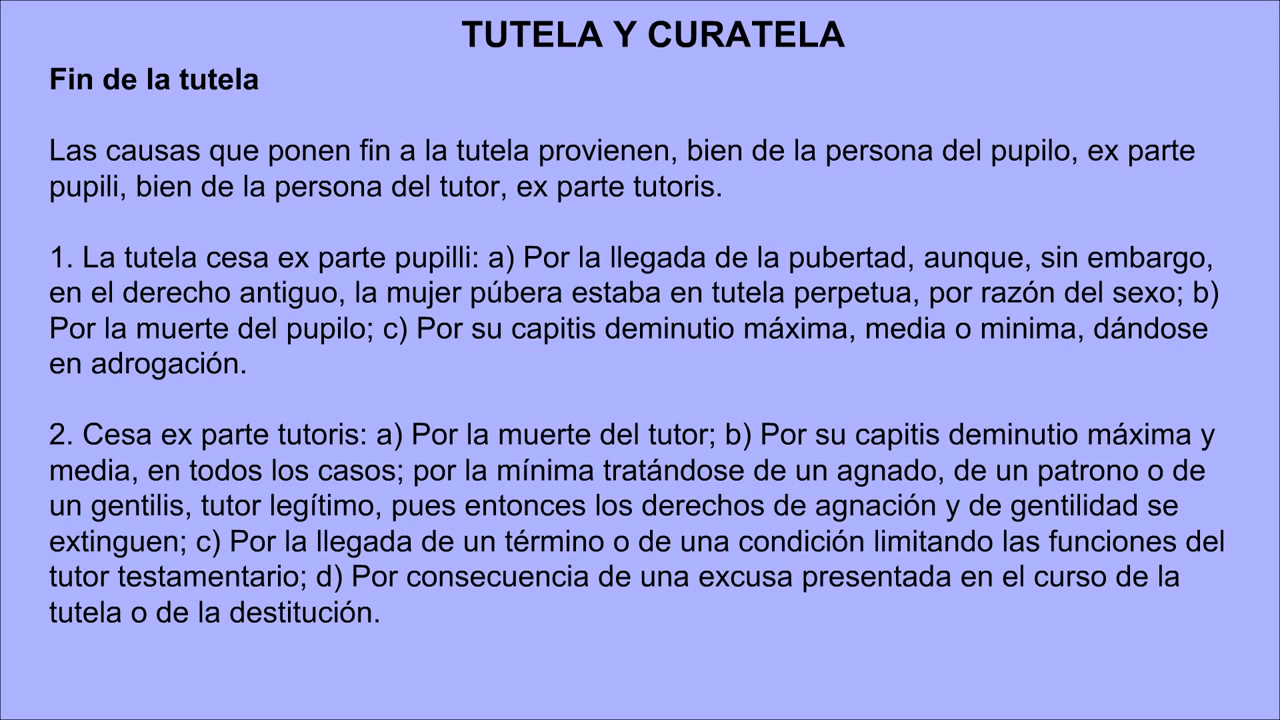 TUTELA Y CURATELA
Fin de la tutela
Las causas que ponen fin a la tutela provienen, bien de la persona del pupilo, ex parte
pupili, bien de la persona del tutor, ex parte tutoris.
1. La tutela cesa ex parte pupilli: a) Por la llegada de la pubertad, aunque, sin embargo,
en el derecho antiguo, la mujer púbera estaba en tutela perpetua, por razón del sexo; b)
Por la muerte del pupilo; c) Por su capitis deminutio máxima, media o minima, dándose
en adrogación.
2. Cesa ex parte tutoris: a) Por la muerte del tutor; b) Por su capitis deminutio máxima y
media, en todos los casos; por la mínima tratándose de un agnado, de un patrono o de
un gentilis, tutor legítimo, pues entonces los derechos de agnación y de gentilidad se
extinguen; c) Por la llegada de un término o de una condición limitando las funciones del
tutor testamentario; d) Por consecuencia de una excusa presentada en el curso de la
tutela o de la destitución.